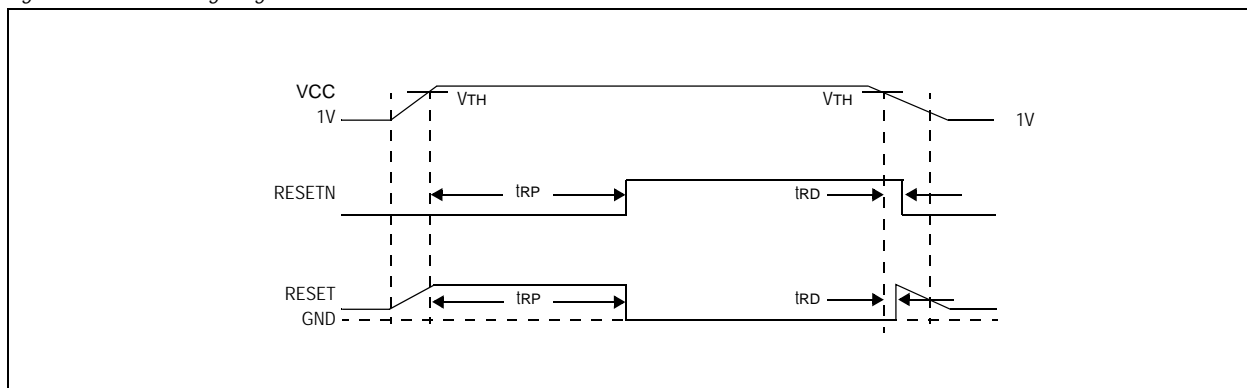 VCC
1V
VTH
VTH
1V
RESETN
tRP
tRD
RESET
GND
tRP
tRD